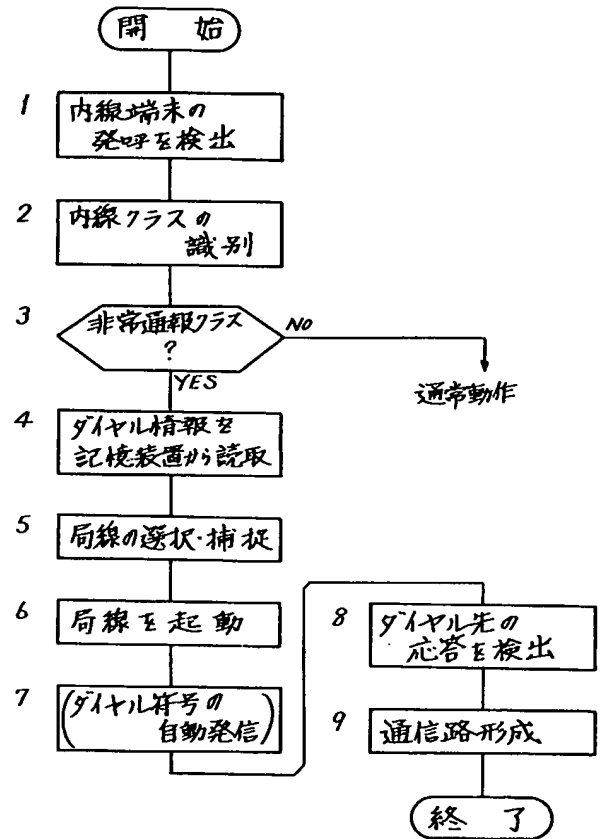 開 始
1
内線端末の
発呼を検出
2
内線クラスの
識別
3
非常通報クラス
?
NO
通常動作
YES
4
ダイヤル情報を
記憶装置から読取
5
局線の選択・捕捉
6
局線を起動
7
(ダイヤル符号の
自動発信)
8
ダイヤル先の
応答を検出
9
通信路形成
終 了